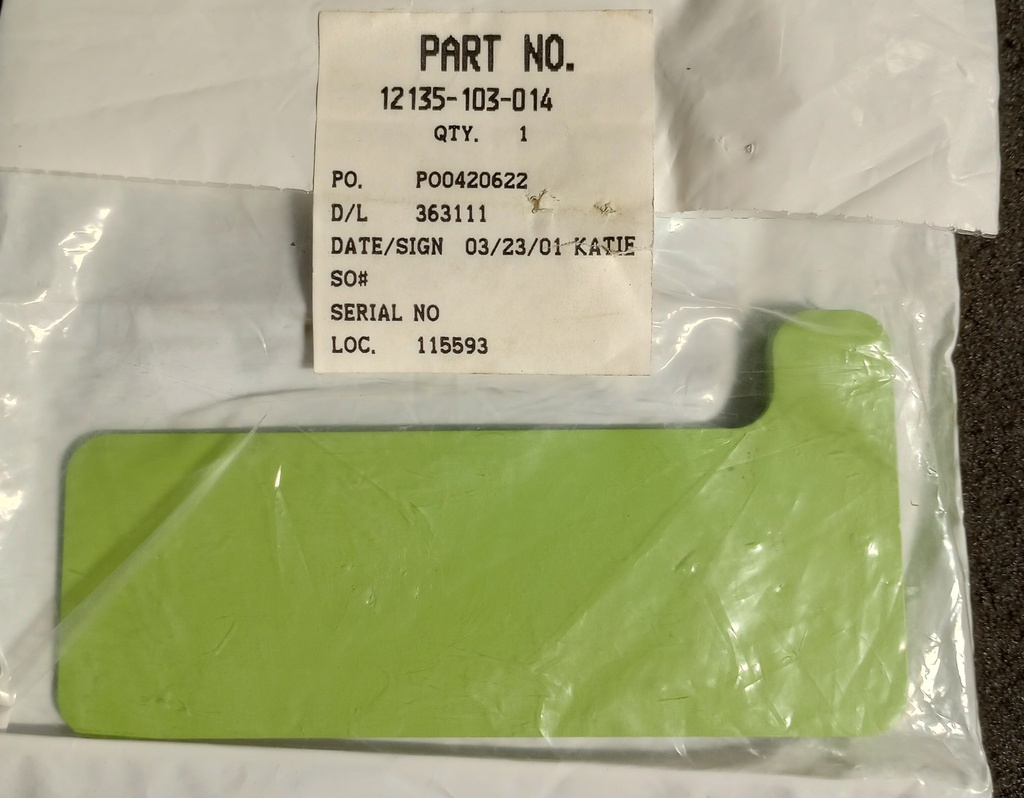 PART NO.
12135-103-014
QTY. 1
PO. P00420622
D/L 363111
DATE/SIGN 03/23/01 KATIE
SO#
SERIAL NO
LOC. 115593